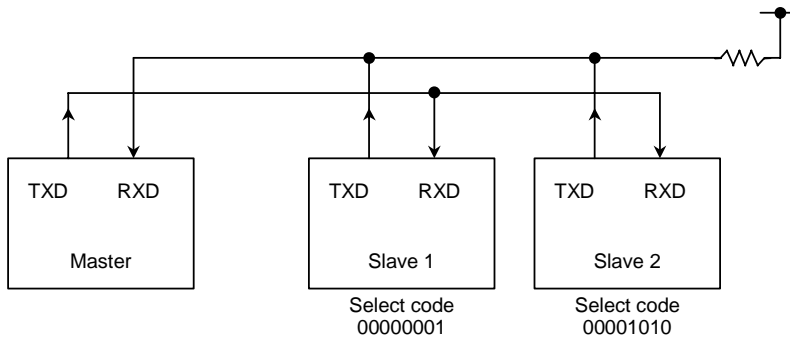 TXD RXD
Master
TXD RXD
Slave 1
Select code
00000001
TXD RXD
Slave 2
Select code
00001010